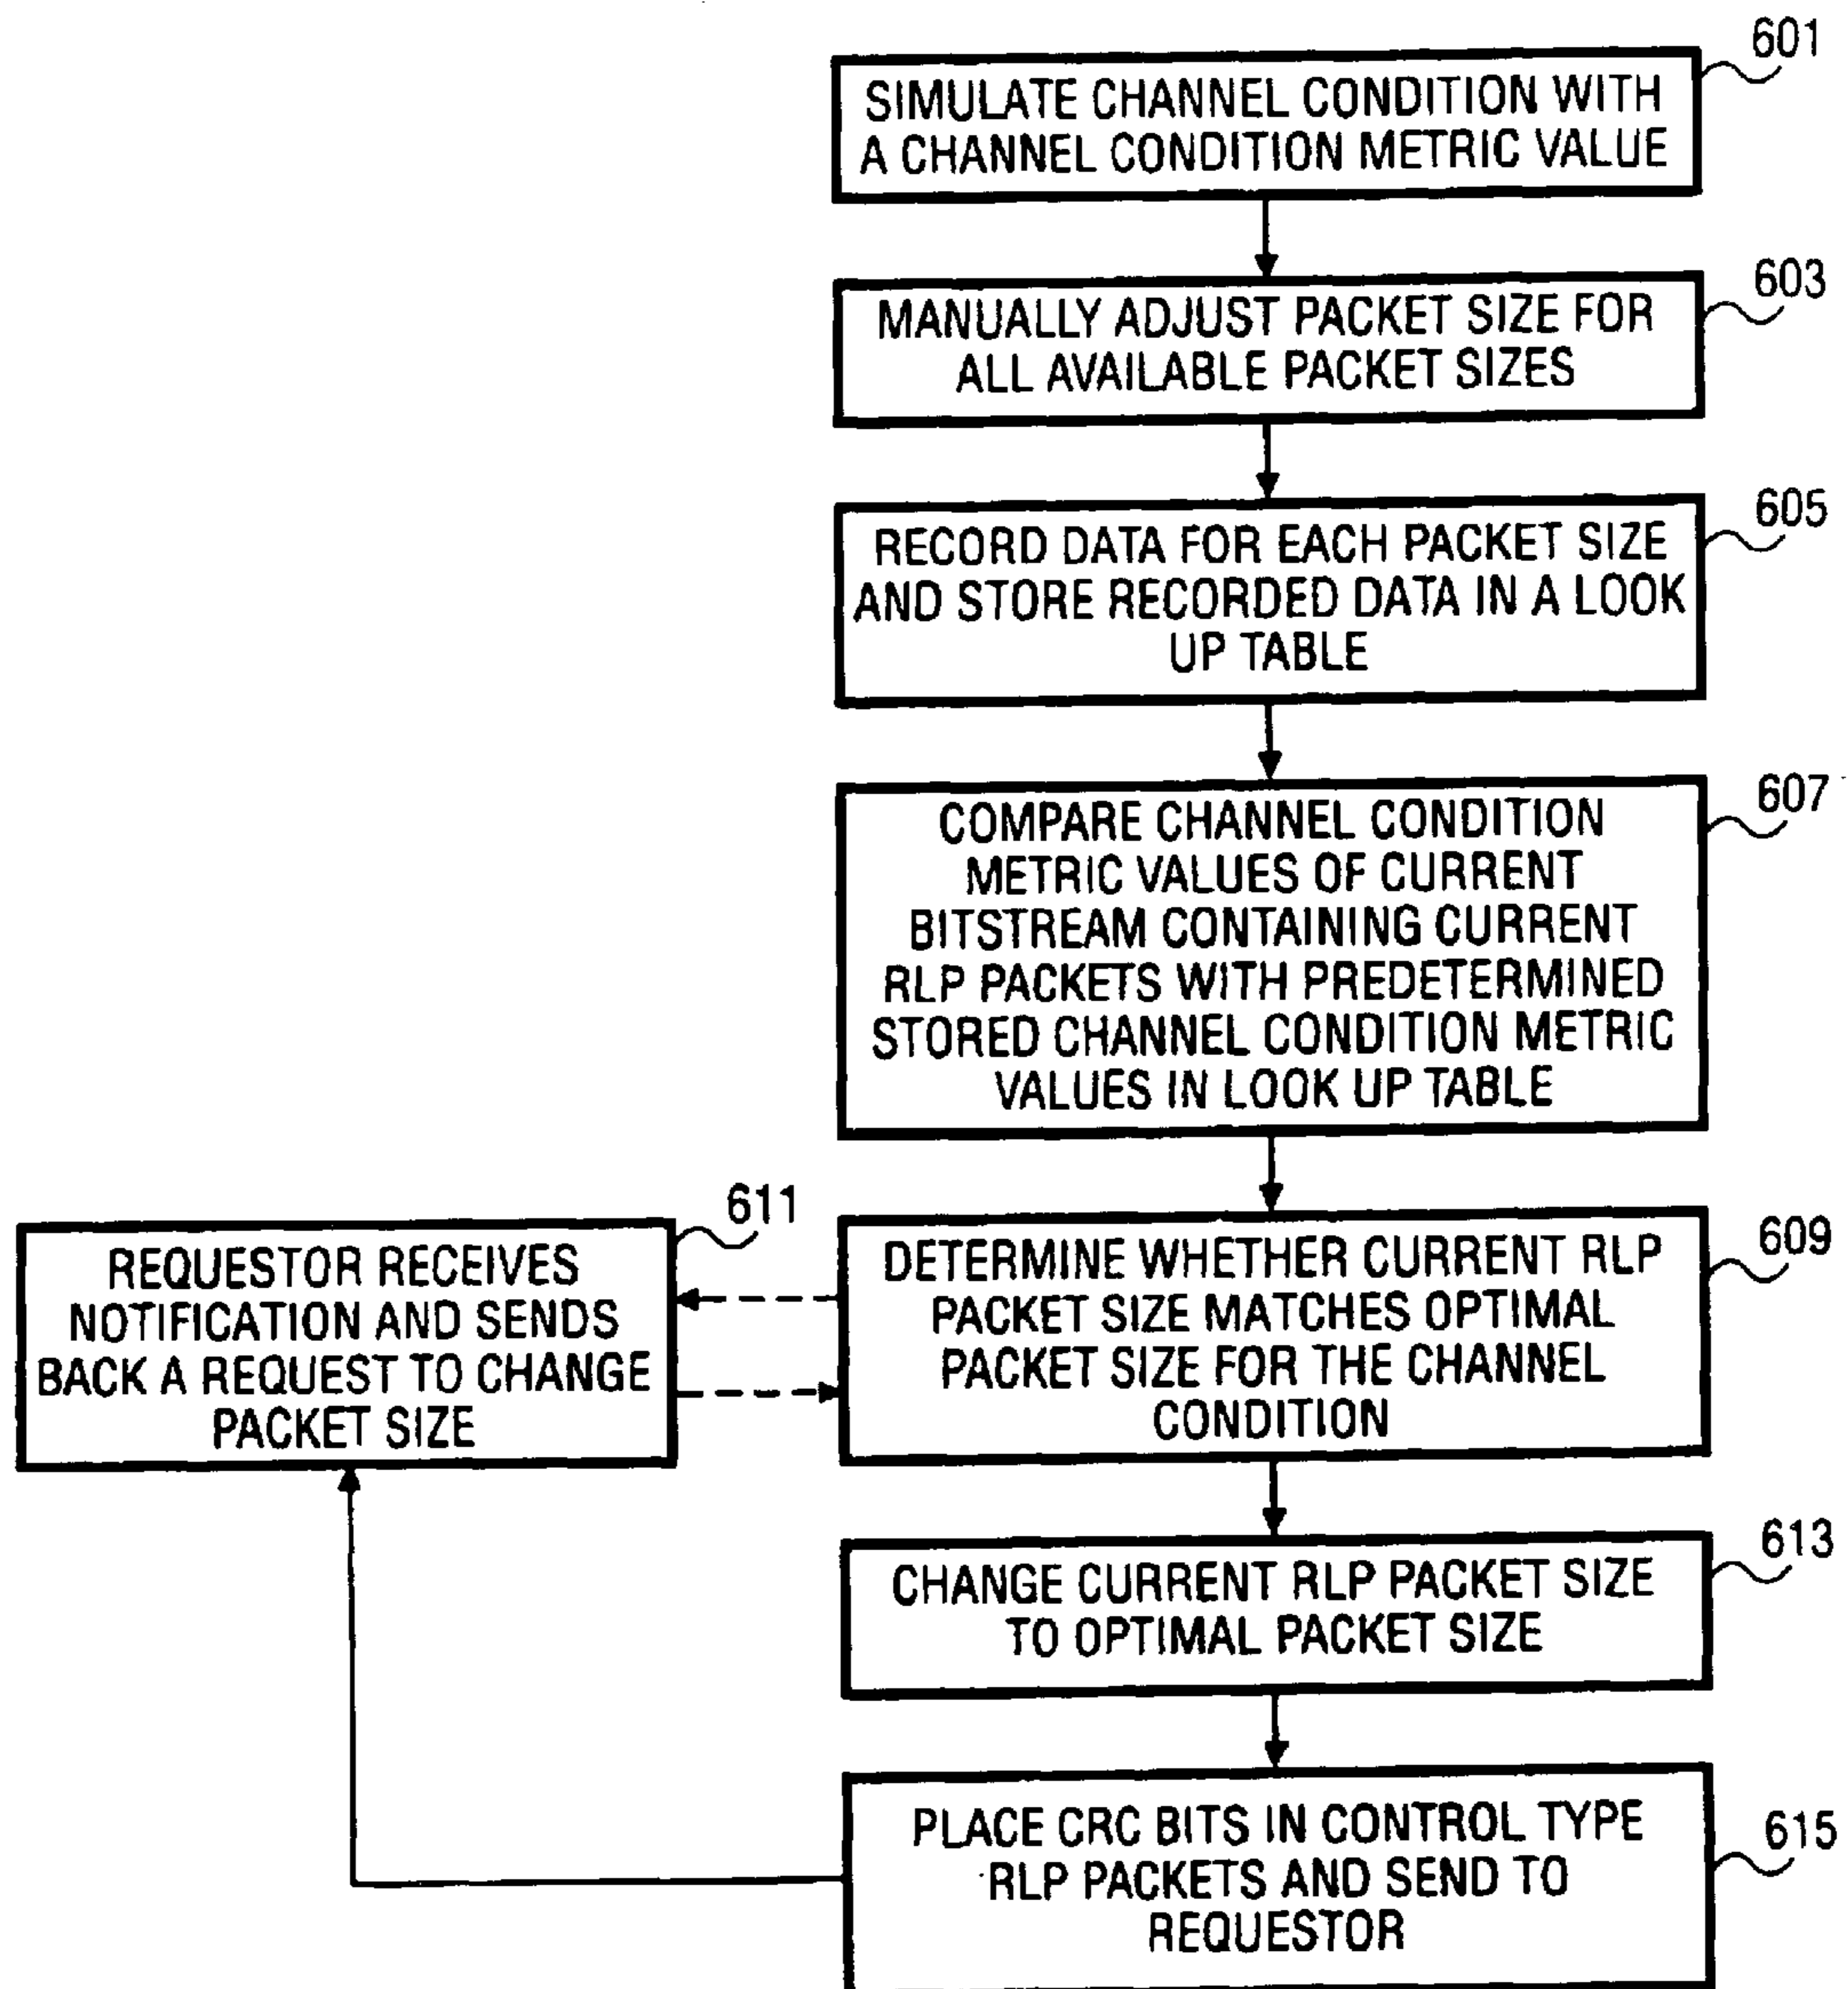 601
SIMULATE CHANNEL CONDITION WITH
A CHANNEL CONDITION METRIC VALUE
603
MANUALLY ADJUST PACKET SIZE FOR
ALL AVAILABLE PACKET SIZES
605
RECORD DATA FOR EACH PACKET SIZE
AND STORE RECORDED DATA IN A LOOK
UP TABLE
607
COMPARE CHANNEL CONDITION
METRIC VALUES OF CURRENT
BITSTREAM CONTAINING CURRENT
RLP PACKETS WITH PREDETERMINED
STORED CHANNEL CONDITION METRIC
VALUES IN LOOK UP TABLE
611
REQUESTOR RECEIVES
NOTIFICATION AND SENDS
BACK A REQUEST TO CHANGE
PACKET SIZE
609
DETERMINE WHETHER CURRENT RLP
PACKET SIZE MATCHES OPTIMAL
PACKET SIZE FOR THE CHANNEL
CONDITION
613
CHANGE CURRENT RLP PACKET SIZE
TO OPTIMAL PACKET SIZE
615
PLACE CRC BITS IN CONTROL TYPE
RLP PACKETS AND SEND TO
REQUESTOR